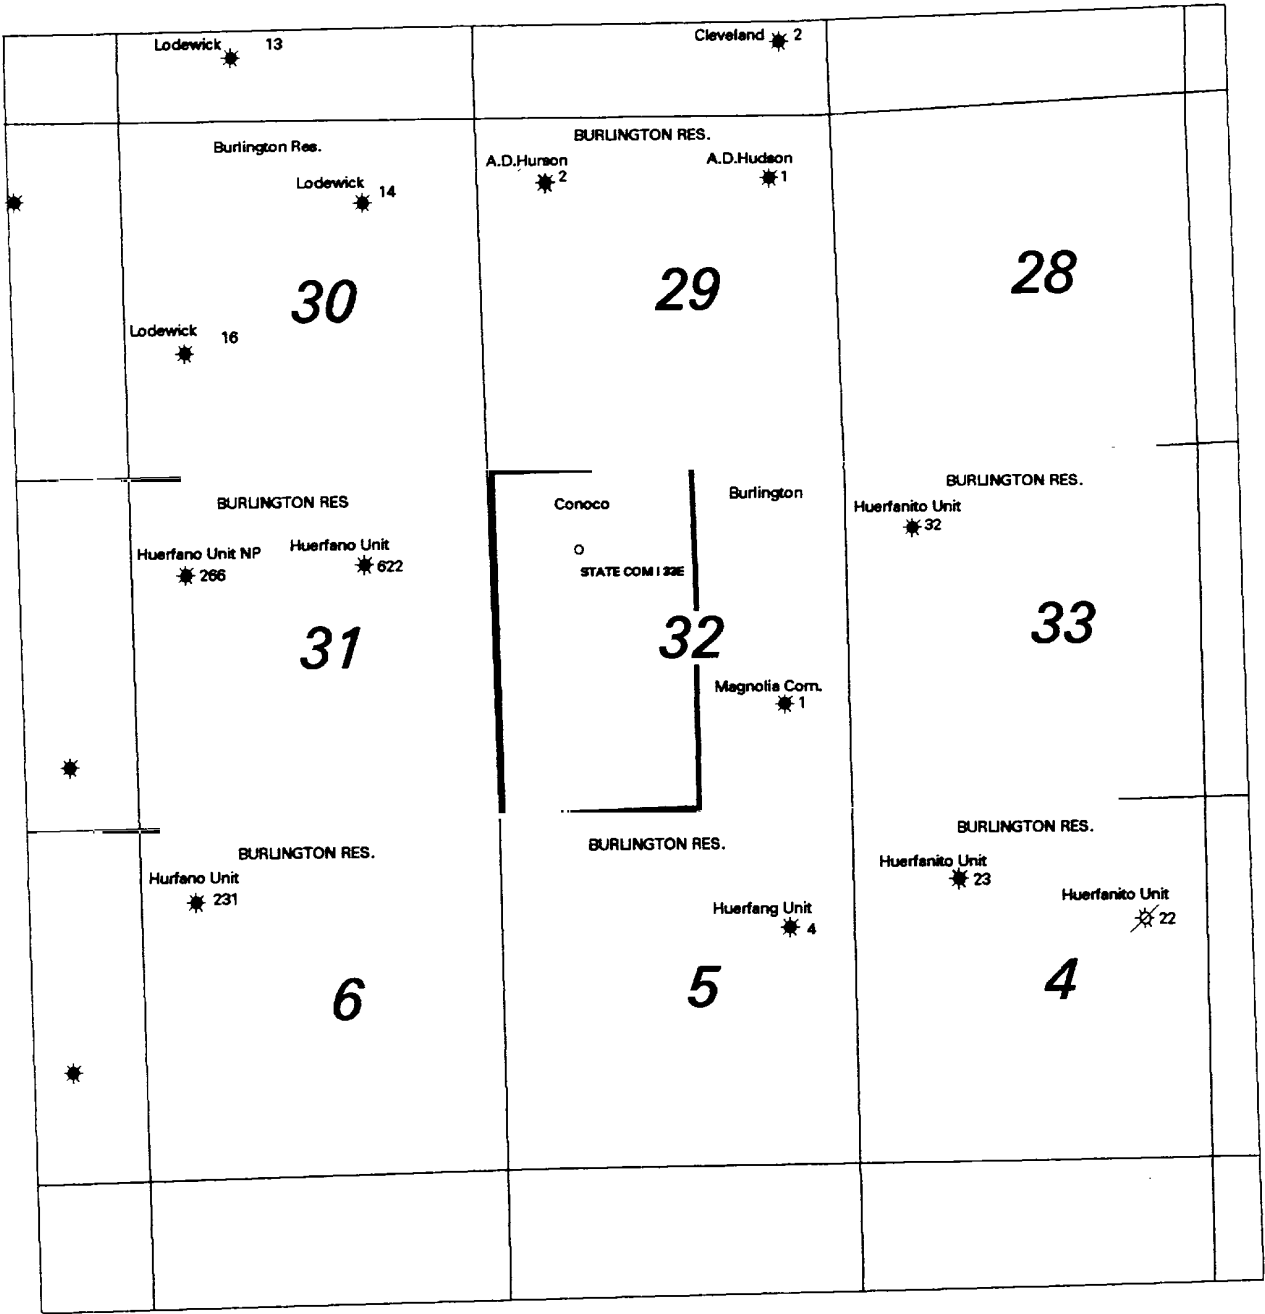 Lodewick 13
Cleveland 2
Burlington Res.
BURLINGTON RES.
Lodewick 14
A.D.Hurson 2
A.D.Hudson 1
30
29
28
Lodewick 16
BURLINGTON RES
Conoco
Burlington
BURLINGTON RES.
Huerfanito Unit 32
Huerfano Unit NP 266
Huerfano Unit 622
STATE COM I
31
32
33
Magnolia Com. 1
BURLINGTON RES.
BURLINGTON RES.
BURLINGTON RES.
Hurfano Unit 231
Huerfang Unit 4
Huerfanito Unit 23
Huerfanito Unit 22
6
5
4